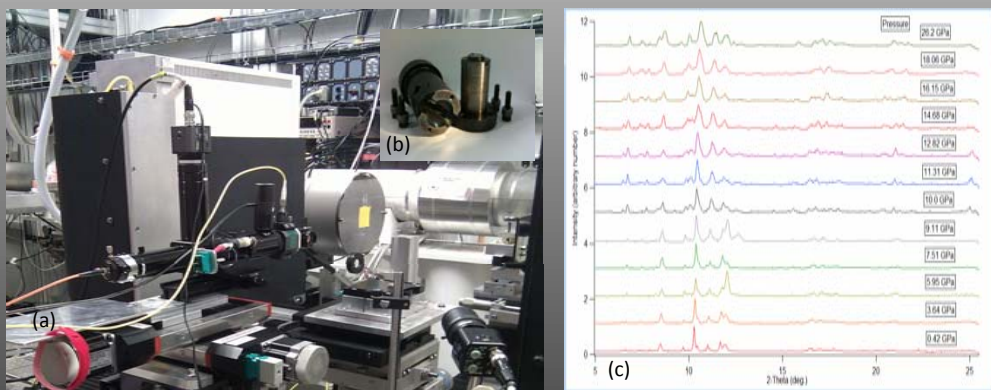 (a)
(b)
(c)
Pressure
26.2 GPa
18.06 GPa
16.15 GPa
14.68 GPa
12.82 GPa
11.31 GPa
10.0 GPa
9.11 GPa
7.51 GPa
5.95 GPa
3.64 GPa
0.42 GPa
Intensity (arbitrary number)
12
10
8
6
4
2
0
5
10
15
20
25
2-Theta (deg.)